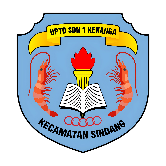 UPTD SDN 1 KENANGA
KECAMATAN SINDANG